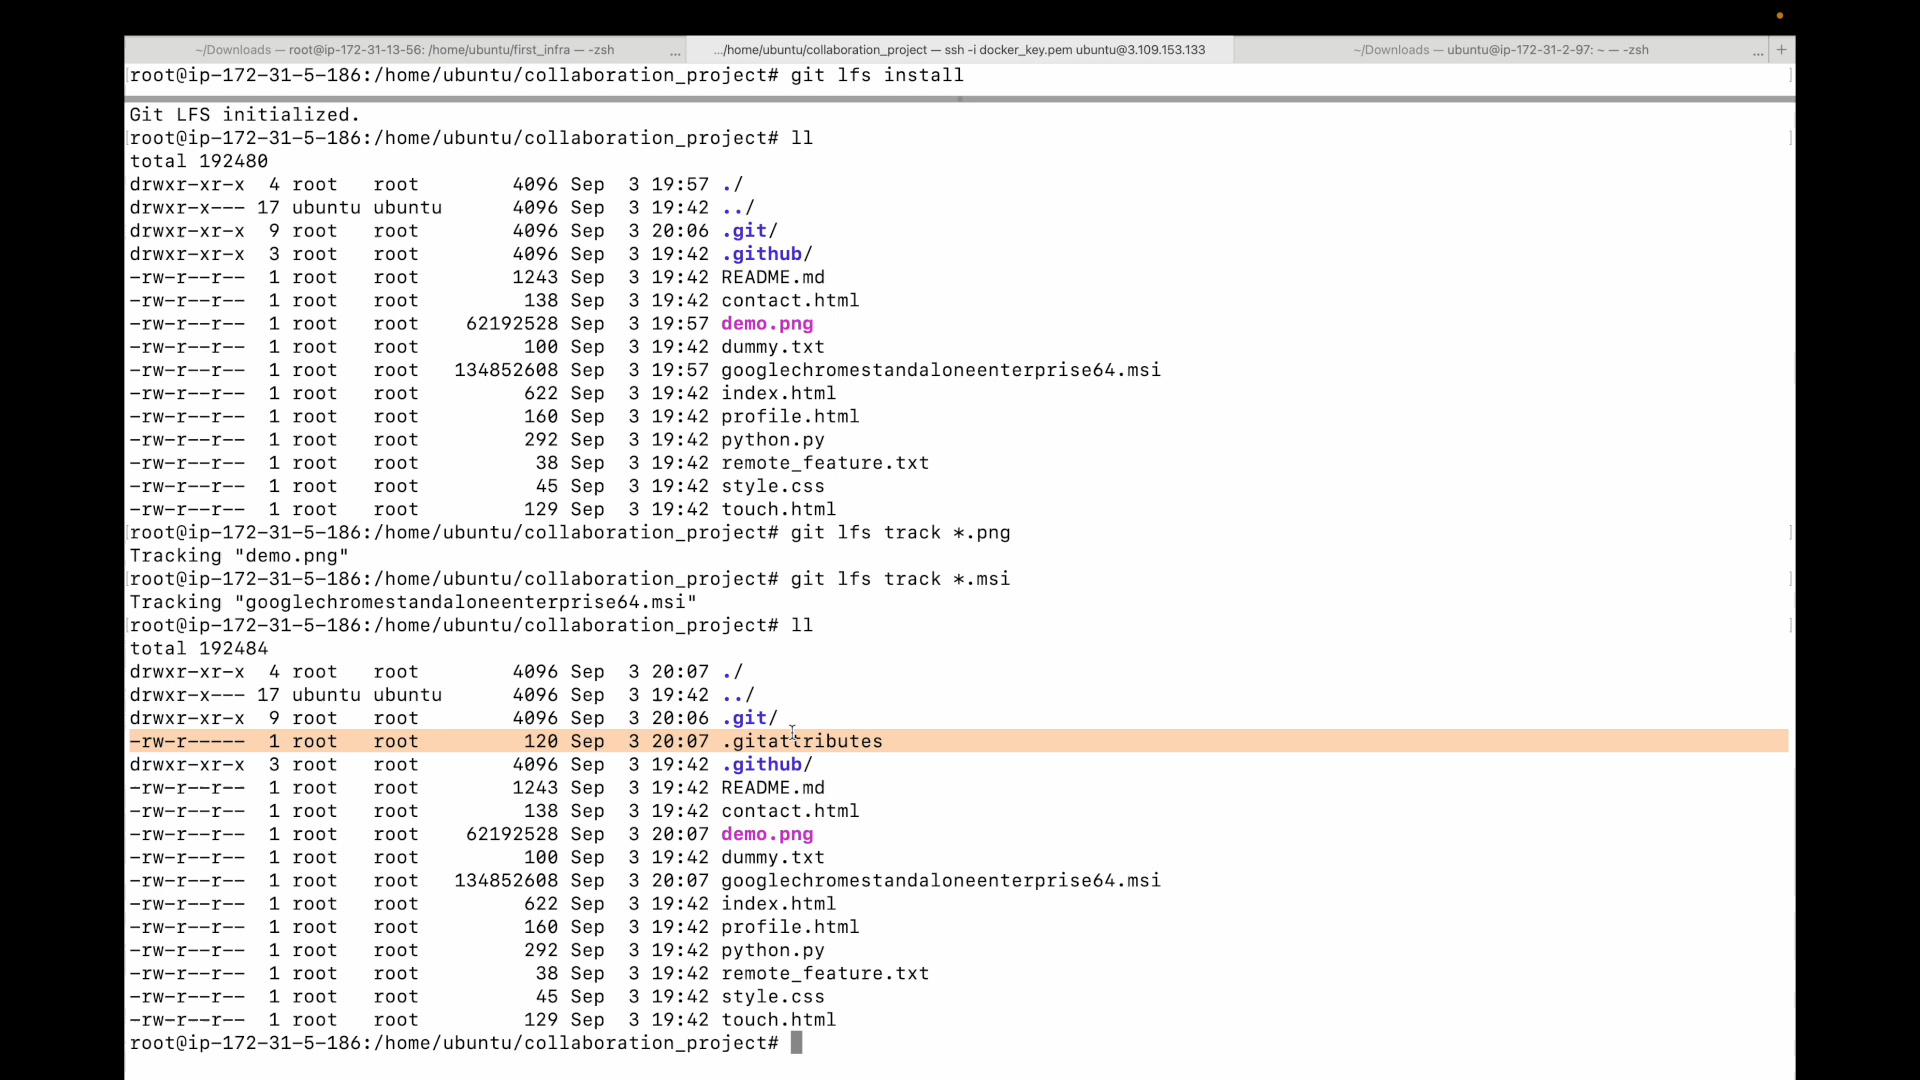 ~/Downloads — root@ip-172-31-13-56: /home/ubuntu/first_infra — -zsh ... .../home/ubuntu/collaboration_project — ssh -i docker_key.pem ubuntu@3.109.153.133 ~/Downloads — ubuntu@ip-172-31-2-97: ~ — -zsh ... +
[root@ip-172-31-5-186:/home/ubuntu/collaboration_project# git lfs install ]
Git LFS initialized.
[root@ip-172-31-5-186:/home/ubuntu/collaboration_project# ll ]
total 192480
drwxr-xr-x  4 root   root        4096 Sep  3 19:57 ./
drwxr-x--- 17 ubuntu ubuntu      4096 Sep  3 19:42 ../
drwxr-xr-x  9 root   root        4096 Sep  3 20:06 .git/
drwxr-xr-x  3 root   root        4096 Sep  3 19:42 .github/
-rw-r--r--  1 root   root        1243 Sep  3 19:42 README.md
-rw-r--r--  1 root   root         138 Sep  3 19:42 contact.html
-rw-r--r--  1 root   root    62192528 Sep  3 19:57 demo.png
-rw-r--r--  1 root   root         100 Sep  3 19:42 dummy.txt
-rw-r--r--  1 root   root   134852608 Sep  3 19:57 googlechromestandaloneenterprise64.msi
-rw-r--r--  1 root   root         622 Sep  3 19:42 index.html
-rw-r--r--  1 root   root         160 Sep  3 19:42 profile.html
-rw-r--r--  1 root   root         292 Sep  3 19:42 python.py
-rw-r--r--  1 root   root          38 Sep  3 19:42 remote_feature.txt
-rw-r--r--  1 root   root          45 Sep  3 19:42 style.css
-rw-r--r--  1 root   root         129 Sep  3 19:42 touch.html
[root@ip-172-31-5-186:/home/ubuntu/collaboration_project# git lfs track *.png ]
Tracking "demo.png"
[root@ip-172-31-5-186:/home/ubuntu/collaboration_project# git lfs track *.msi ]
Tracking "googlechromestandaloneenterprise64.msi"
[root@ip-172-31-5-186:/home/ubuntu/collaboration_project# ll ]
total 192484
drwxr-xr-x  4 root   root        4096 Sep  3 20:07 ./
drwxr-x--- 17 ubuntu ubuntu      4096 Sep  3 19:42 ../
drwxr-xr-x  9 root   root        4096 Sep  3 20:06 .git/
-rw-r-----  1 root   root         120 Sep  3 20:07 .gitattributes
drwxr-xr-x  3 root   root        4096 Sep  3 19:42 .github/
-rw-r--r--  1 root   root        1243 Sep  3 19:42 README.md
-rw-r--r--  1 root   root         138 Sep  3 19:42 contact.html
-rw-r--r--  1 root   root    62192528 Sep  3 20:07 demo.png
-rw-r--r--  1 root   root         100 Sep  3 19:42 dummy.txt
-rw-r--r--  1 root   root   134852608 Sep  3 20:07 googlechromestandaloneenterprise64.msi
-rw-r--r--  1 root   root         622 Sep  3 19:42 index.html
-rw-r--r--  1 root   root         160 Sep  3 19:42 profile.html
-rw-r--r--  1 root   root         292 Sep  3 19:42 python.py
-rw-r--r--  1 root   root          38 Sep  3 19:42 remote_feature.txt
-rw-r--r--  1 root   root          45 Sep  3 19:42 style.css
-rw-r--r--  1 root   root         129 Sep  3 19:42 touch.html
root@ip-172-31-5-186:/home/ubuntu/collaboration_project#